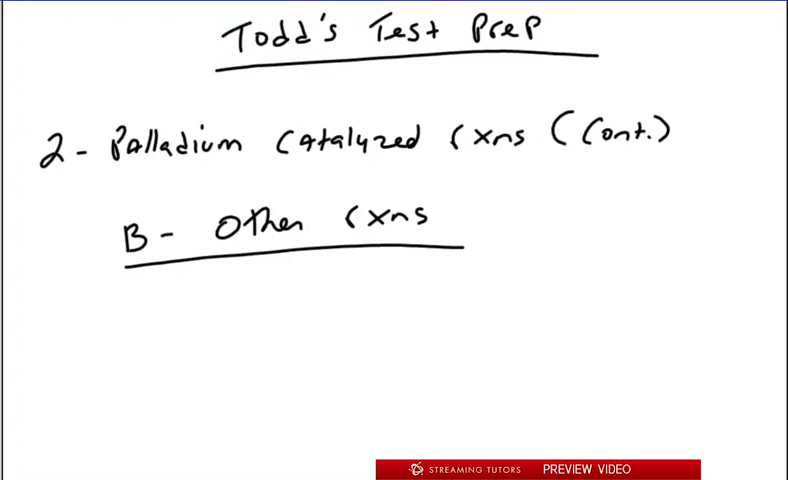 Todd's Test Prep
2 - Palladium Catalyzed rxns (Cont.)
B - Other rxns
STREAMING TUTORS PREVIEW VIDEO